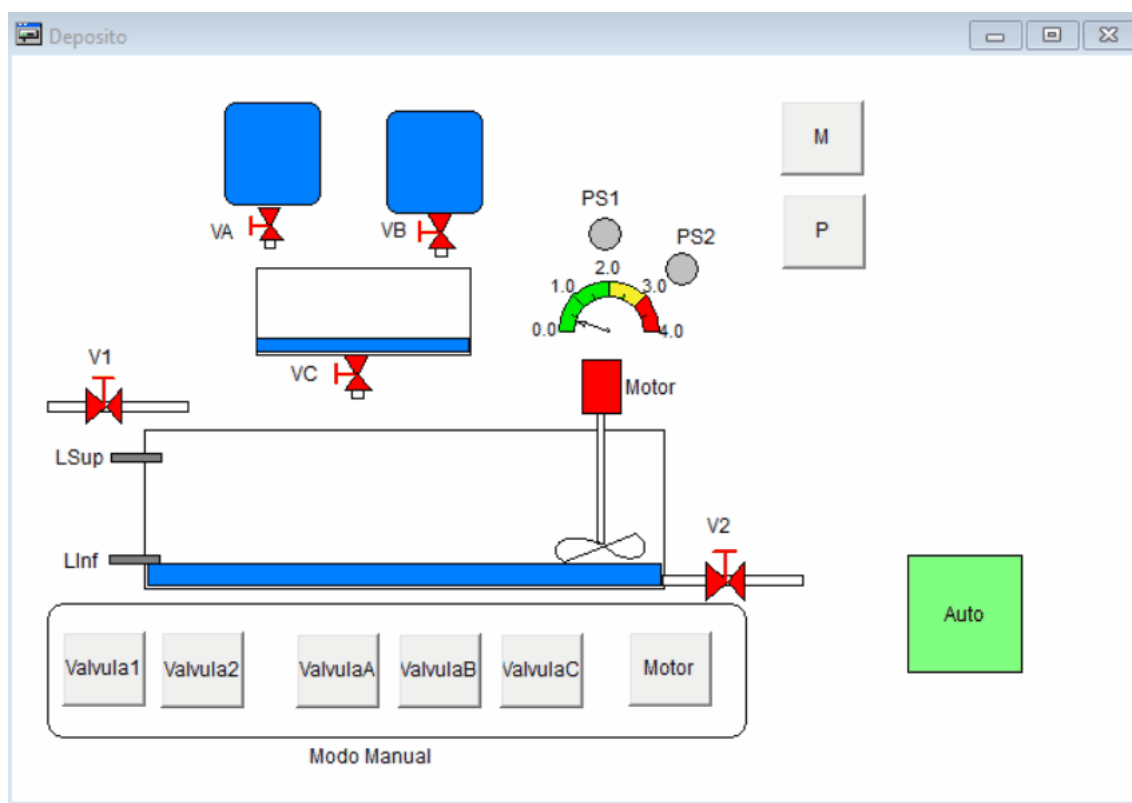 Deposito
M
PS1
P
VA
VB
PS2
2.0
1.0
3.0
0.0
4.0
V1
VC
Motor
LSup
V2
LInf
Auto
Valvula1
Valvula2
ValvulaA
ValvulaB
ValvulaC
Motor
Modo Manual